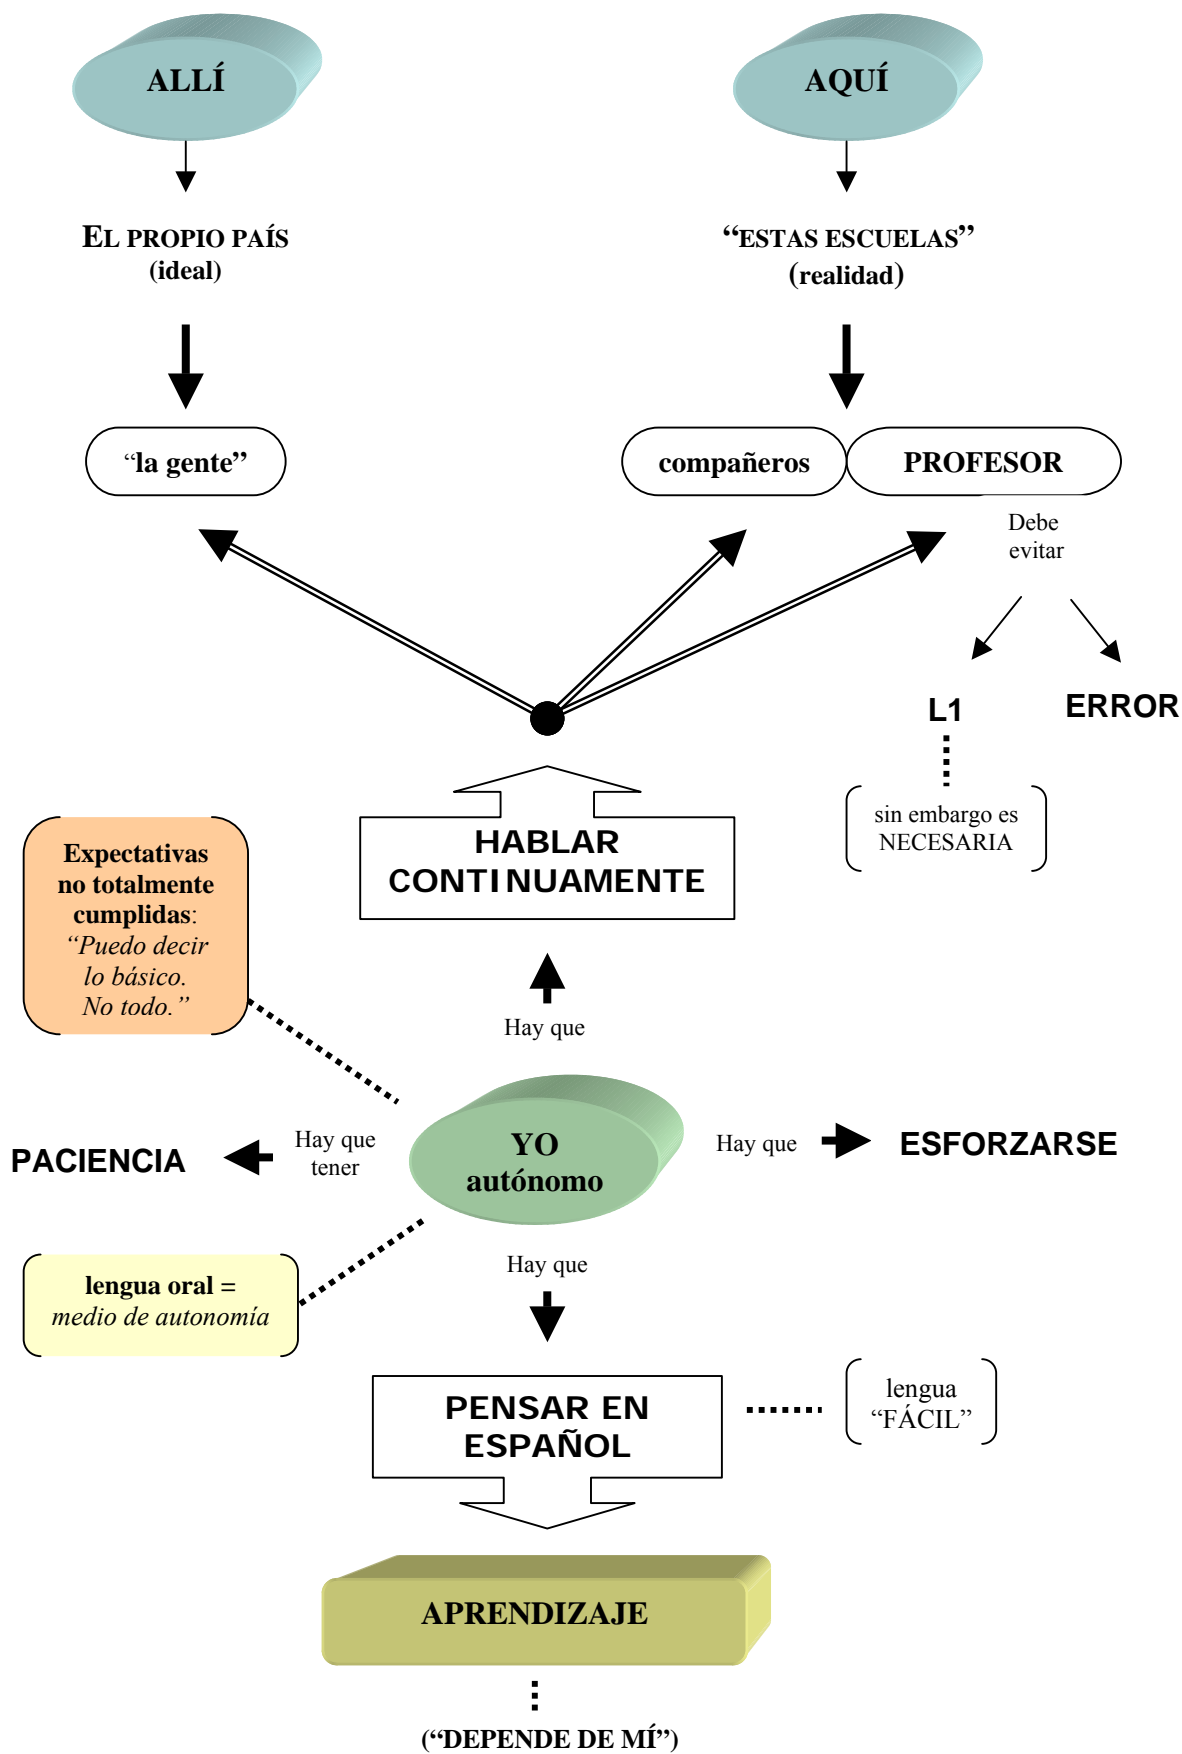 ALLÍ
AQUÍ
EL PROPIO PAÍS
(ideal)
“ESTAS ESCUELAS”
(realidad)
“la gente”
compañeros
PROFESOR
Debe
evitar
L1
ERROR
sin embargo es
NECESARIA
HABLAR
CONTINUAMENTE
Expectativas
no totalmente
cumplidas:
“Puedo decir
lo básico.
No todo.”
Hay que
PACIENCIA
Hay que
tener
YO
autónomo
Hay que
ESFORZARSE
lengua oral =
medio de autonomía
Hay que
PENSAR EN
ESPAÑOL
lengua
“FÁCIL”
APRENDIZAJE
(“DEPENDE DE MÍ”)